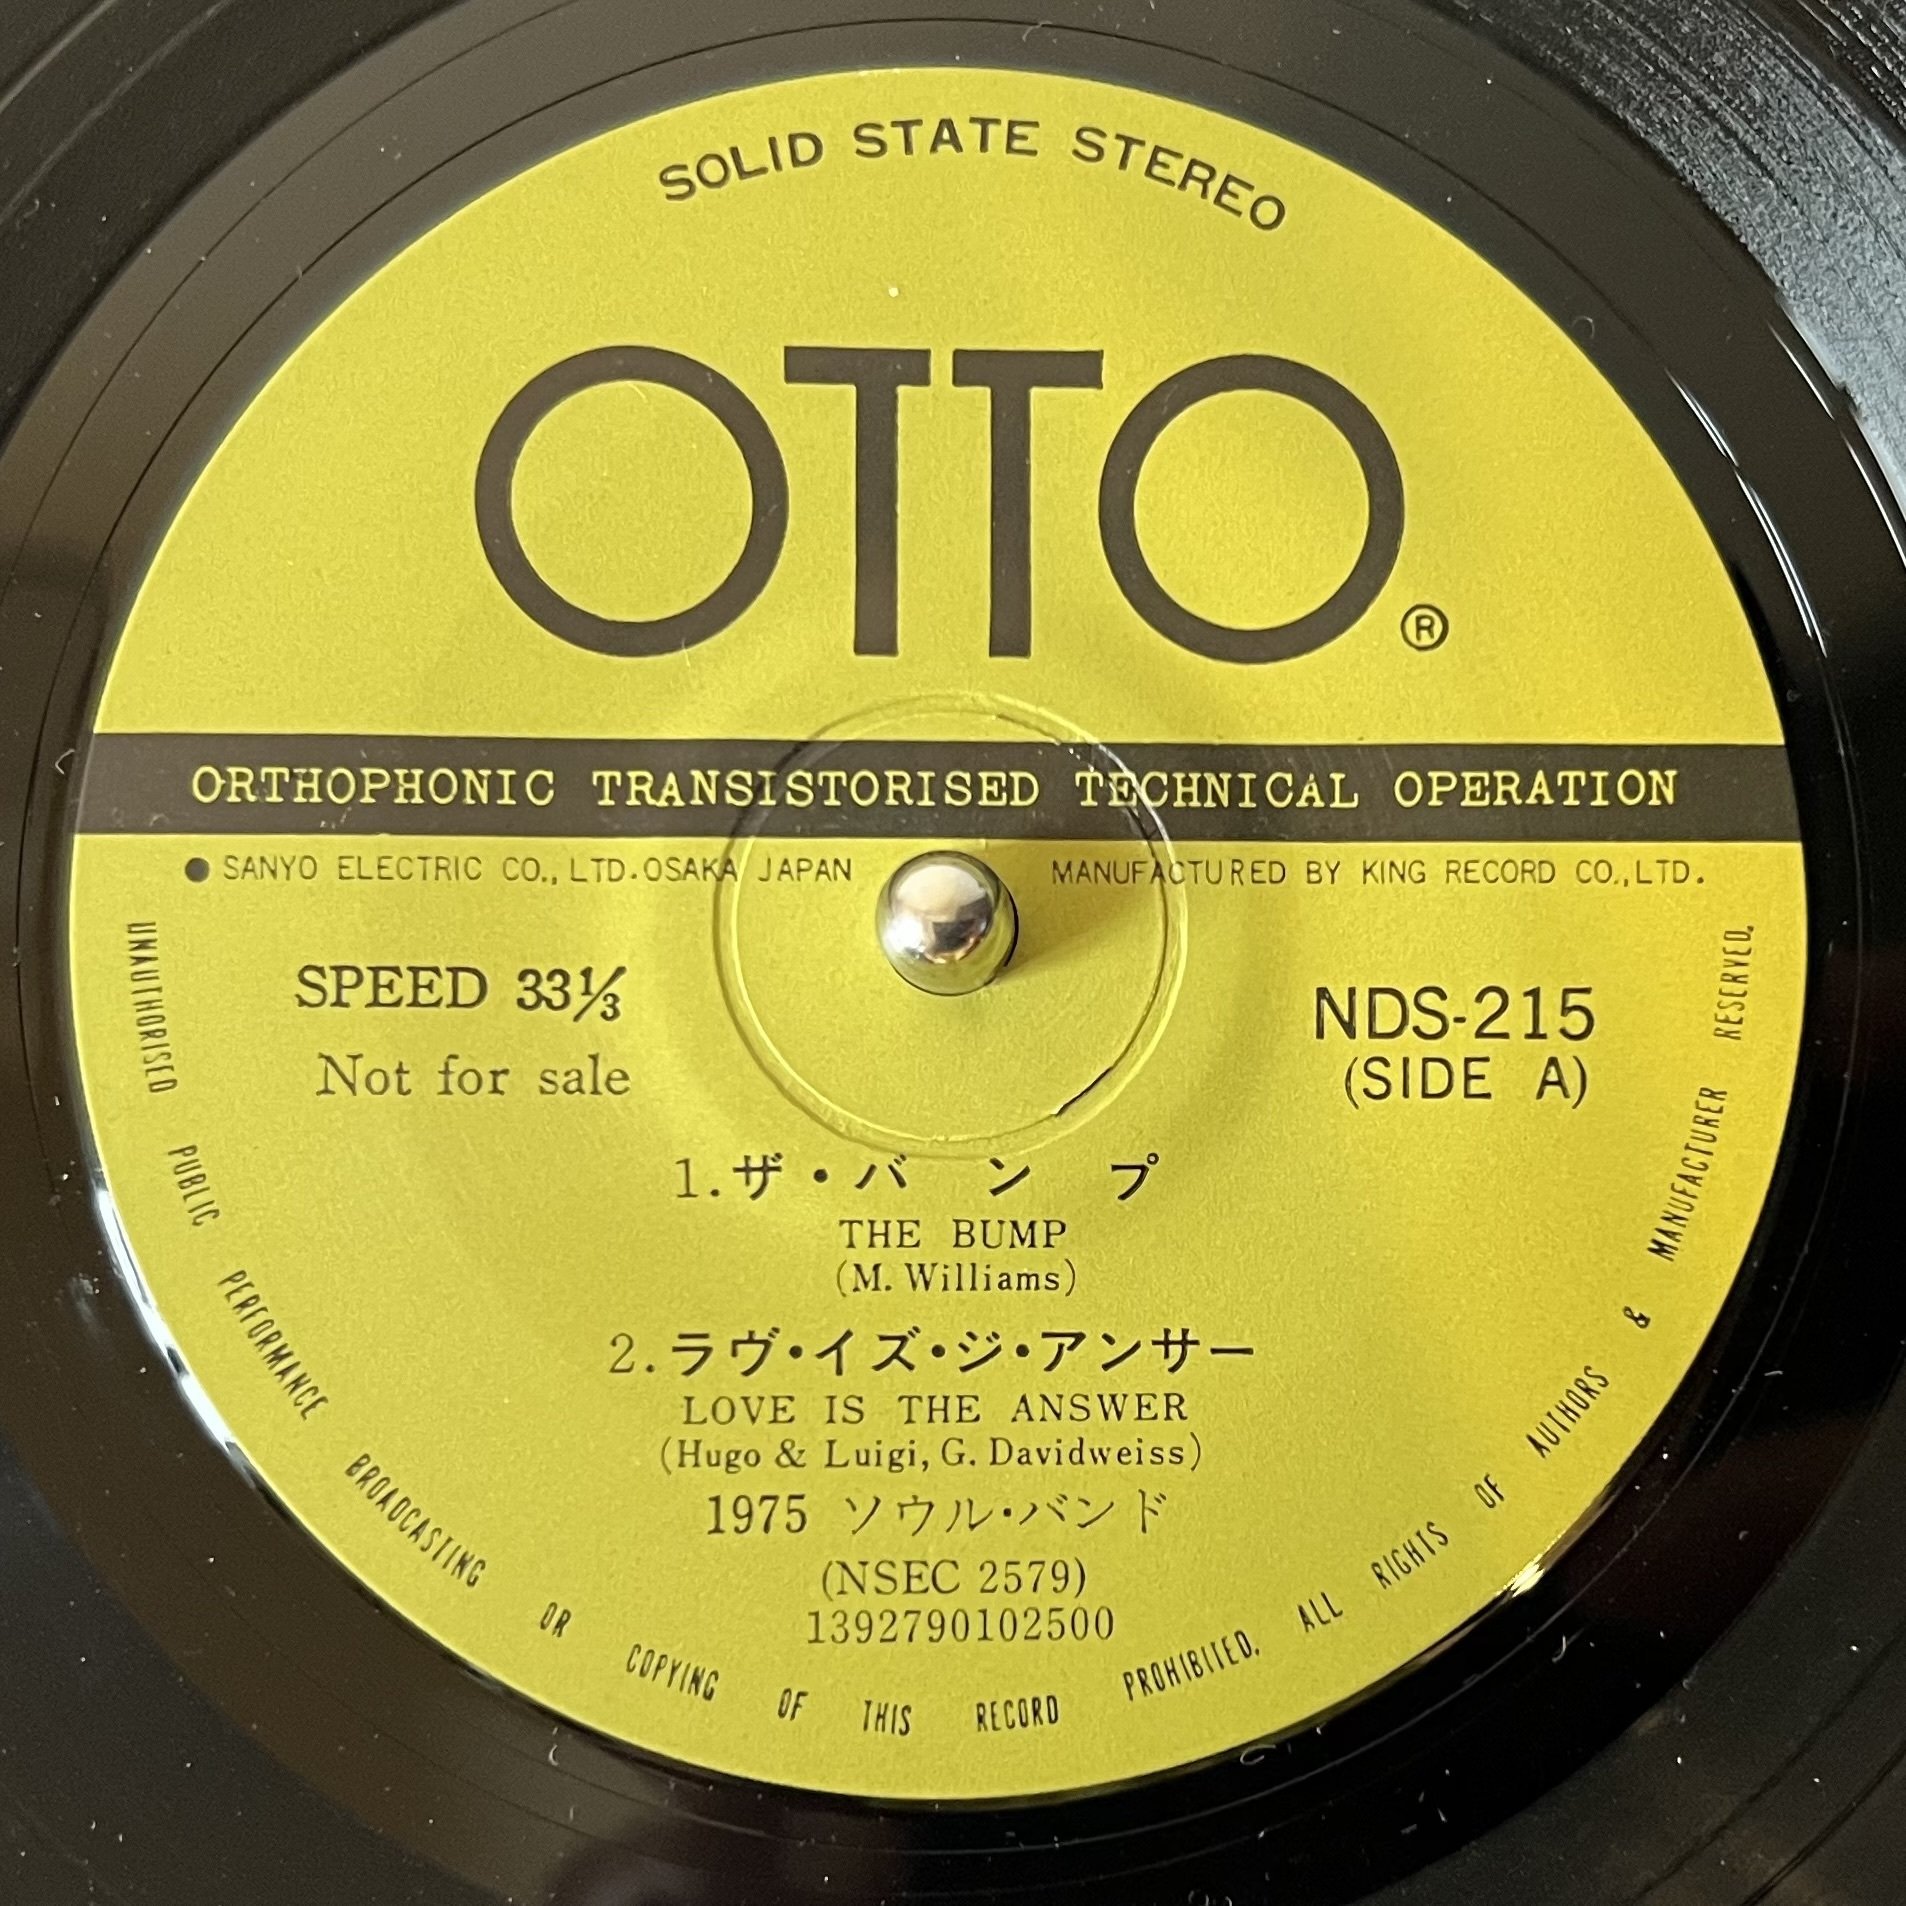 SOLID STATE STEREO
OTTO®
ORTHOPHONIC TRANSISTORISED TECHNICAL OPERATION
● SANYO ELECTRIC CO., LTD. OSAKA JAPAN MANUFACTURED BY KING RECORD CO., LTD.
SPEED 33⅓
Not for sale
NDS-215
(SIDE A)
1. ザ・バンプ
THE BUMP
(M. Williams)
2. ラヴ・イズ・ジ・アンサー
LOVE IS THE ANSWER
(Hugo & Luigi, G. Davidweiss)
1975 ソウル・バンド
(NSEC 2579)
1392790102500
UNAUTHORISED PUBLIC PERFORMANCE BROADCASTING OR COPYING OF THIS RECORD PROHIBITED. ALL RIGHTS OF AUTHORS & MANUFACTURER RESERVED.